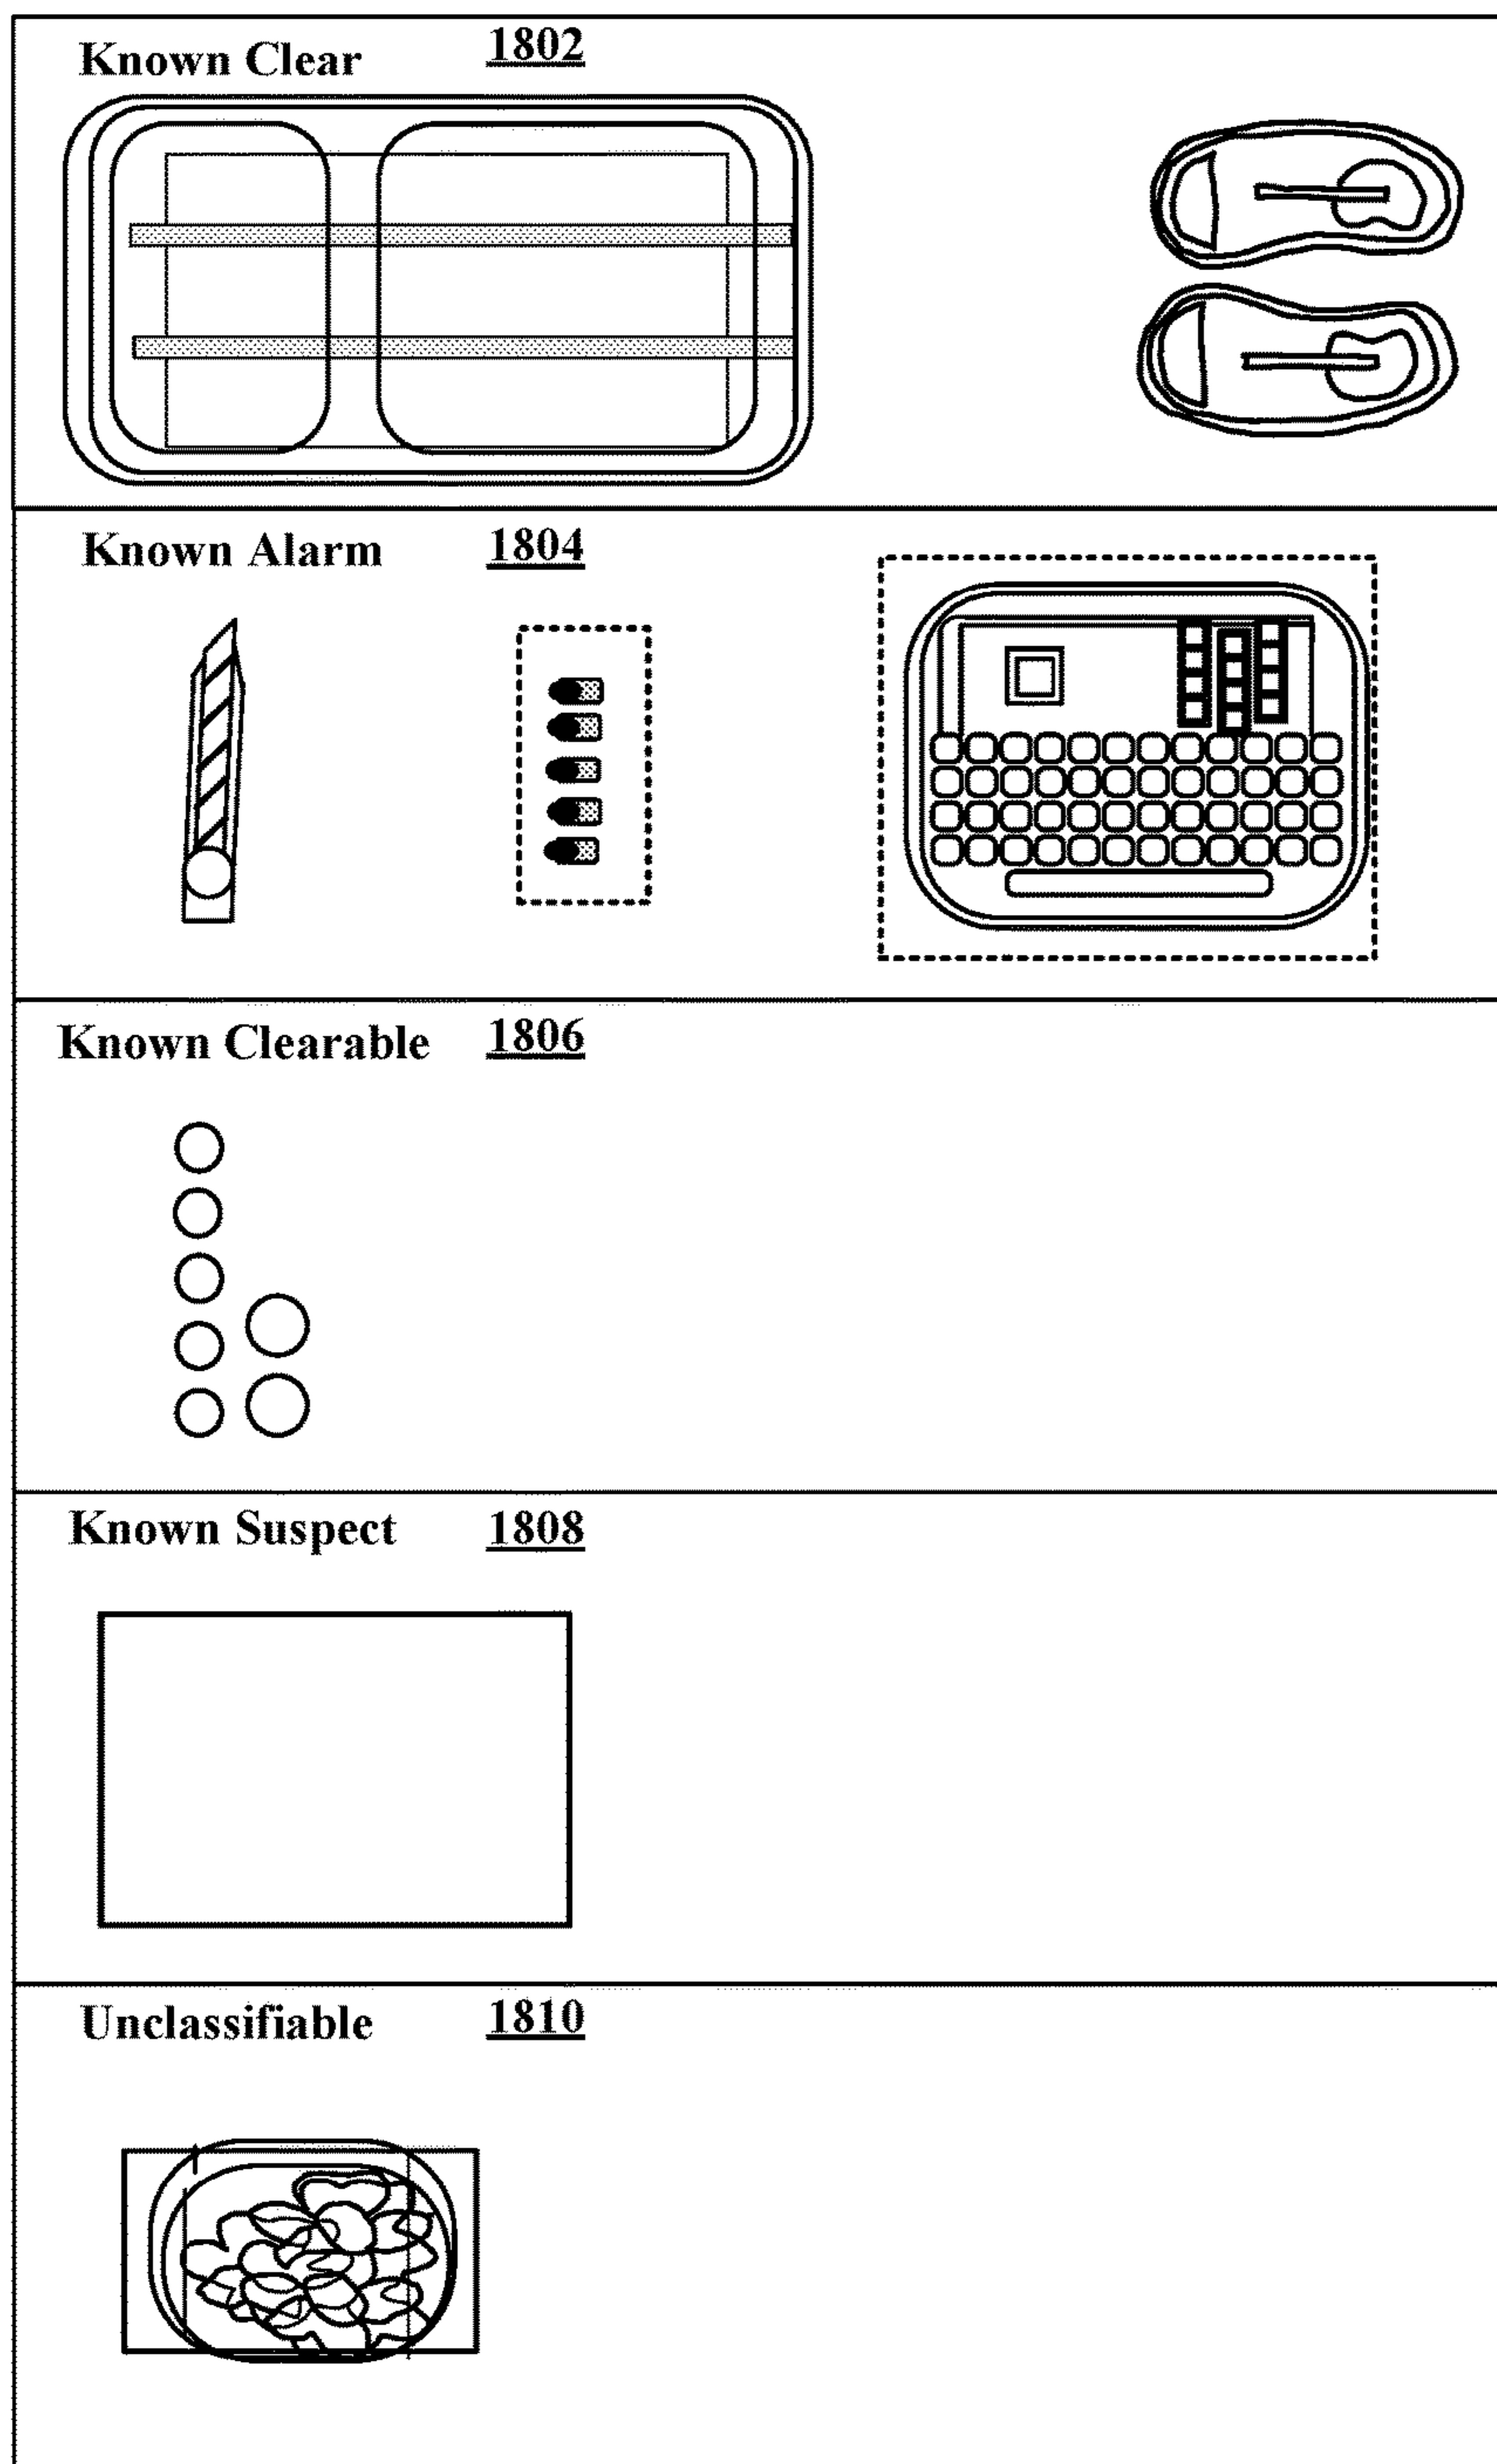 Known Clear 1802
Known Alarm 1804
Known Clearable 1806
Known Suspect 1808
Unclassifiable 1810